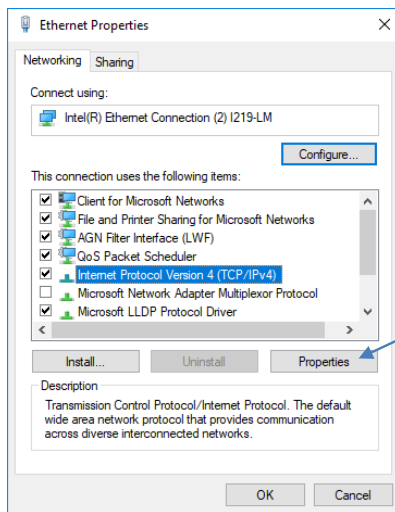 Ethernet Properties
Networking
Sharing
Connect using:
Intel(R) Ethernet Connection (2) I219-LM
Configure...
This connection uses the following items:
Client for Microsoft Networks
File and Printer Sharing for Microsoft Networks
AGN Filter Interface (LWF)
QoS Packet Scheduler
Internet Protocol Version 4 (TCP/IPv4)
Microsoft Network Adapter Multiplexor Protocol
Microsoft LLDP Protocol Driver
Install...
Uninstall
Properties
Description
Transmission Control Protocol/Internet Protocol. The default
wide area network protocol that provides communication
across diverse interconnected networks.
OK
Cancel